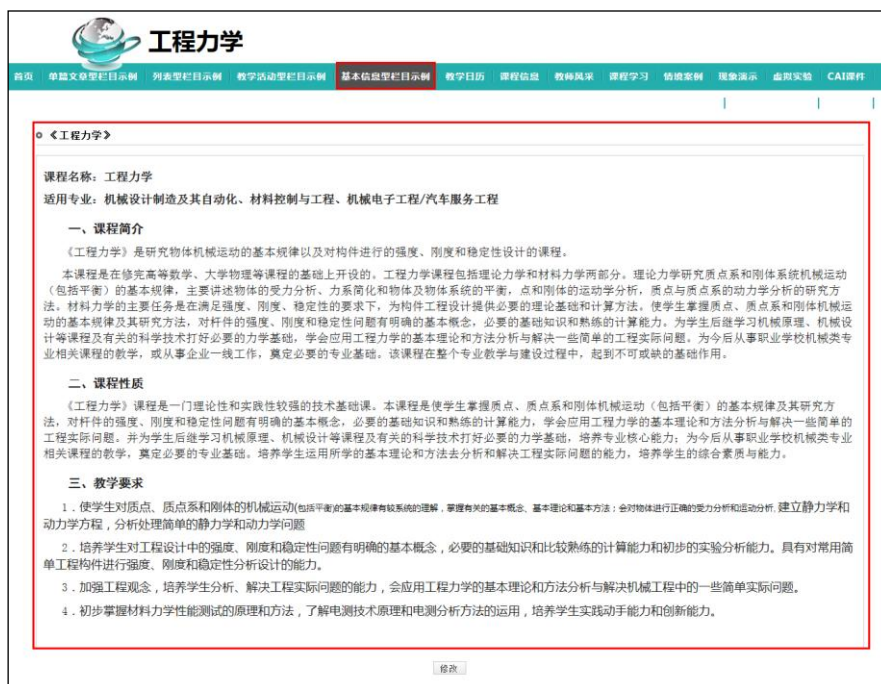 工程力学
首页 单篇文章型栏目示例 列表型栏目示例 教学活动型栏目示例 基本信息型栏目示例 教学日历 课程信息 教师风采 课程学习 情境案例 现象演示 虚拟实验 CAI课件
《工程力学》
课程名称：工程力学
适用专业：机械设计制造及其自动化、材料控制与工程、机械电子工程/汽车服务工程
一、课程简介
《工程力学》是研究物体机械运动的基本规律以及对构件进行的强度、刚度和稳定性设计的课程。
本课程是在修完高等数学、大学物理等课程的基础上开设的。工程力学课程包括理论力学和材料力学两部分。理论力学研究质点系和刚体系统机械运动
（包括平衡）的基本规律，主要讲述物体的受力分析、力系简化和物体及物体系统的平衡，点和刚体的运动学分析，质点与质点系的动力学分析的研究方
法。材料力学的主要任务是在满足强度、刚度、稳定性的要求下，为构件工程设计提供必要的理论基础和计算方法。使学生掌握质点、质点系和刚体机械运
动的基本规律及其研究方法，对杆件的强度、刚度和稳定性问题有明确的基本概念，必要的基础知识和熟练的计算能力。为学生后继学习机械原理、机械设
计等课程及有关的科学技术打好必要的力学基础，学会应用工程力学的基本理论和方法分析与解决一些简单的工程实际问题。为今后从事职业学校机械类专
业相关课程的教学，或从事企业一线工作，奠定必要的专业基础。该课程在整个专业教学与建设过程中，起到不可或缺的基础作用。
二、课程性质
《工程力学》课程是一门理论性和实践性较强的技术基础课。本课程是使学生掌握质点、质点系和刚体机械运动（包括平衡）的基本规律及其研究方
法，对杆件的强度、刚度和稳定性问题有明确的基本概念，必要的基础知识和熟练的计算能力，学会应用工程力学的基本理论和方法分析与解决一些简单的
工程实际问题。并为学生后继学习机械原理、机械设计等课程及有关的科学技术打好必要的力学基础，培养专业核心能力；为今后从事职业学校机械类专业
相关课程的教学，奠定必要的专业基础。培养学生运用所学的基本理论和方法去分析和解决工程实际问题的能力，培养学生的综合素质与能力。
三、教学要求
1．使学生对质点、质点系和刚体的机械运动(包括平衡)的基本规律有较系统的理解，掌握有关的基本概念、基本理论和基本方法；会对物体进行正确的受力分析和运动分析, 建立静力学和
动力学方程，分析处理简单的静力学和动力学问题
2．培养学生对工程设计中的强度、刚度和稳定性问题有明确的基本概念，必要的基础知识和比较熟练的计算能力和初步的实验分析能力。具有对常用简
单工程构件进行强度、刚度和稳定性分析设计的能力。
3．加强工程观念，培养学生分析、解决工程实际问题的能力，会应用工程力学的基本理论和方法分析与解决机械工程中的一些简单实际问题。
4．初步掌握材料力学性能测试的原理和方法，了解电测技术原理和电测分析方法的运用，培养学生实践动手能力和创新能力。
修改